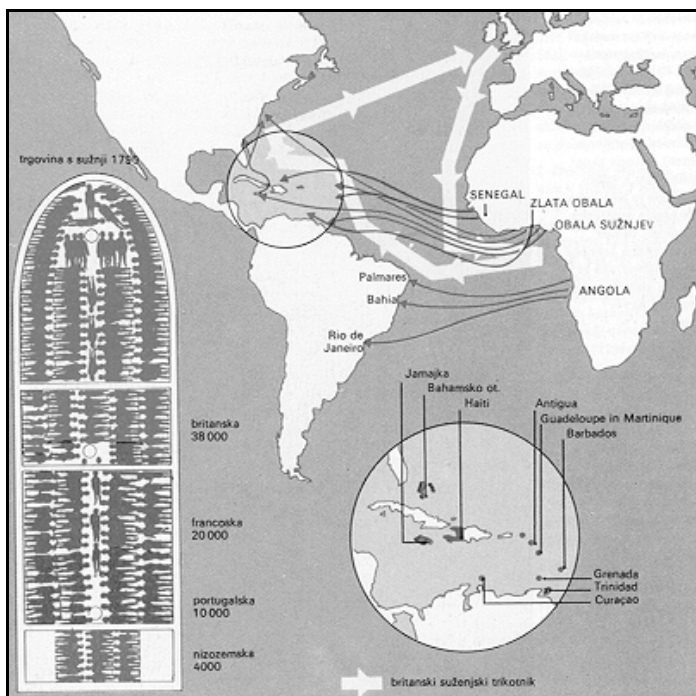 trgovina s sužnji 1790
SENEGAL
ZLATA OBALA
OBALA SUŽNJEV
ANGOLA
Palmares
Bahia
Rio de
Janeiro
Jamajka
Bahamsko ot.
Haiti
Antigua
Guadeloupe in Martinique
Barbados
Grenada
Trinidad
Curaçao
britanska
38 000
francoska
20 000
portugalska
10 000
nizozemska
4000
britanski suženjski trikotnik